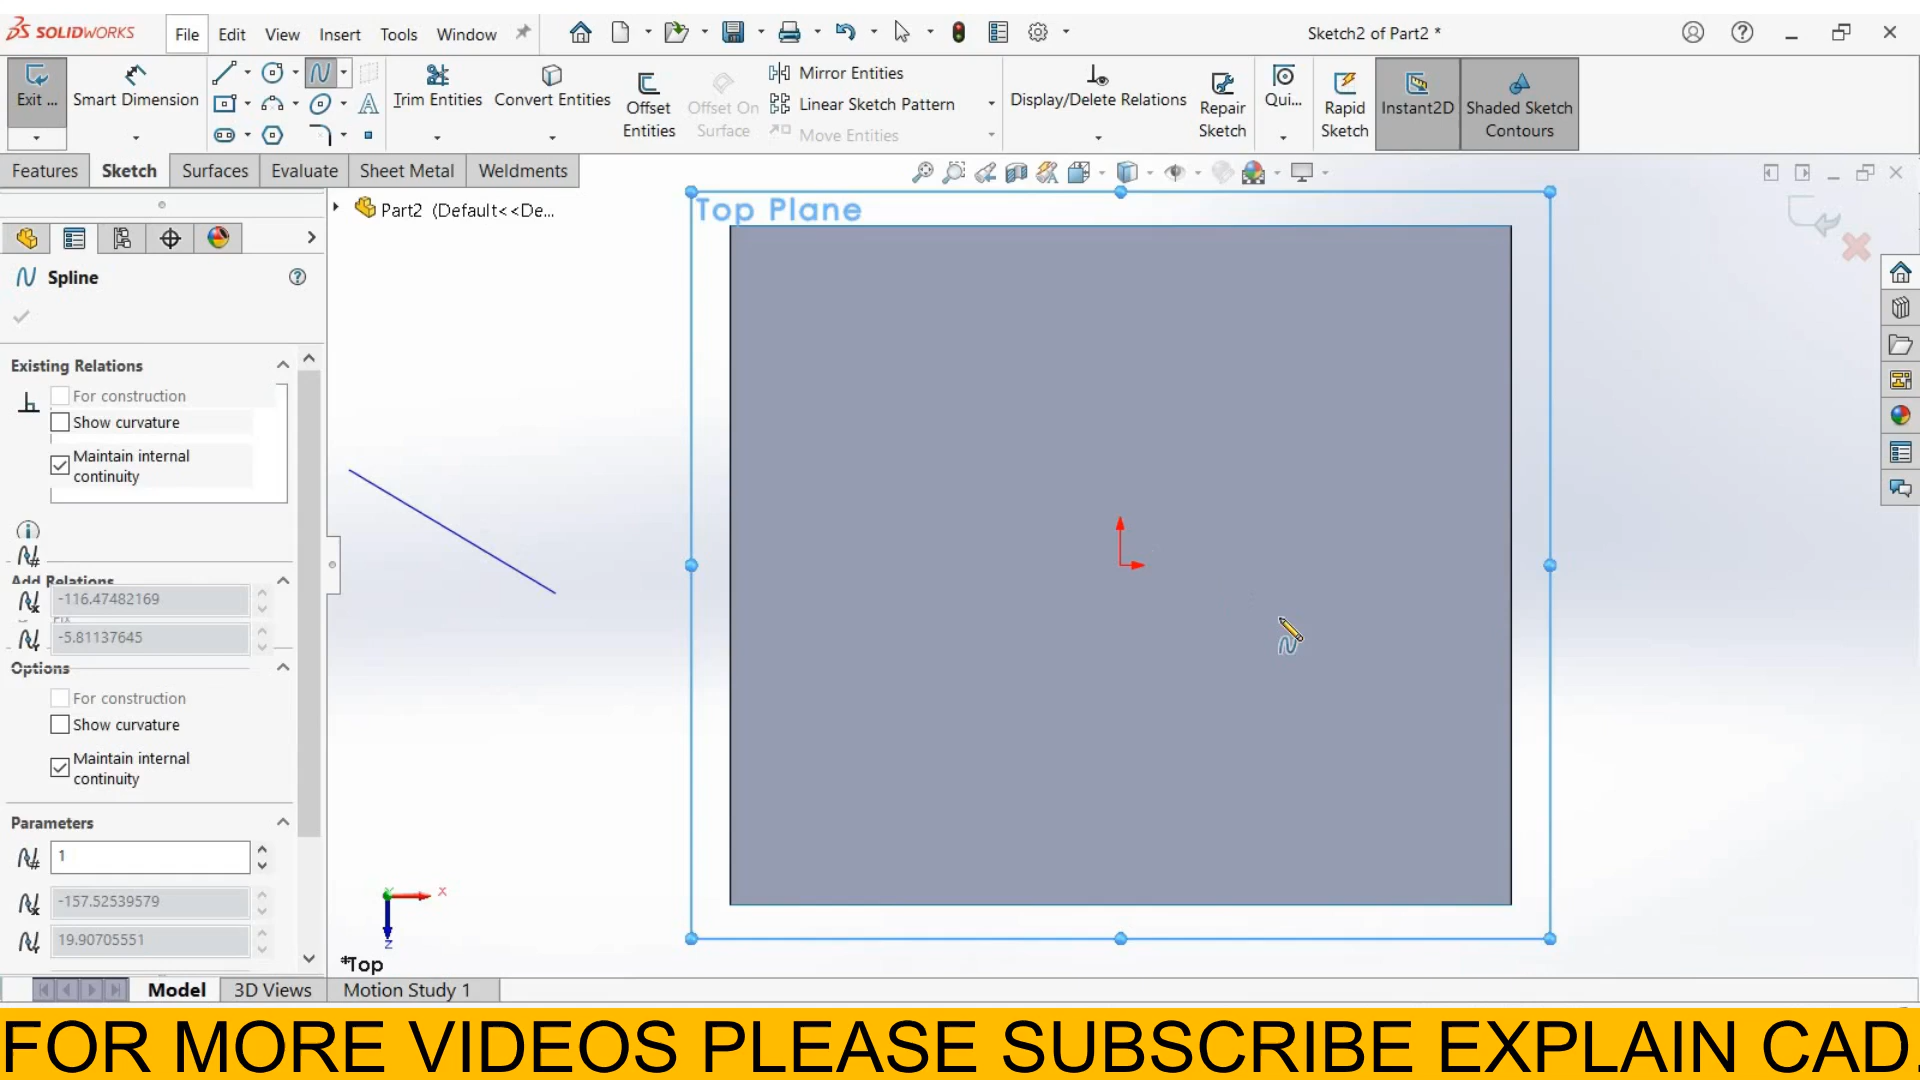 SOLIDWORKS
File Edit View Insert Tools Window
Sketch2 of Part2 *
Exit ...
Smart Dimension
Trim Entities
Convert Entities
Offset Entities
Offset On Surface
Mirror Entities
Linear Sketch Pattern
Move Entities
Display/Delete Relations
Repair Sketch
Qui...
Rapid Sketch
Instant2D
Shaded Sketch Contours
Features Sketch Surfaces Evaluate Sheet Metal Weldments
Part2 (Default<<De...
Top Plane
Spline
Existing Relations
For construction
Show curvature
Maintain internal
continuity
Add Relations
-116.47482169
-5.81137645
Options
For construction
Show curvature
Maintain internal
continuity
Parameters
1
-157.52539579
19.90705551
x
z
*Top
Model 3D Views Motion Study 1
FOR MORE VIDEOS PLEASE SUBSCRIBE EXPLAIN CAD.